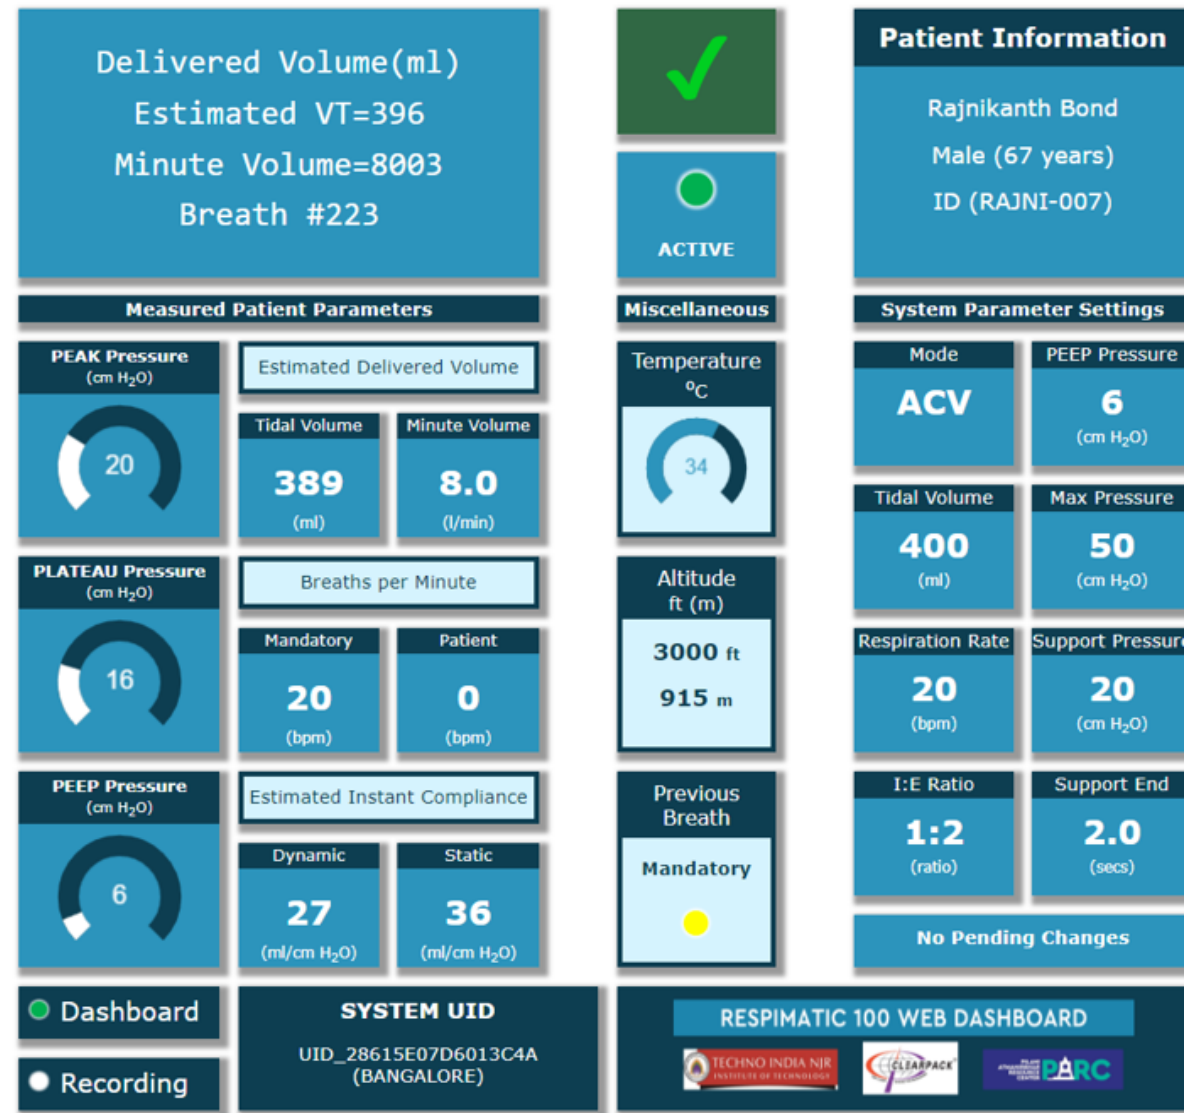 Delivered Volume(ml)
Estimated VT=396
Minute Volume=8003
Breath #223
✓
ACTIVE
Patient Information
Rajnikanth Bond
Male (67 years)
ID (RAJNI-007)
Measured Patient Parameters
PEAK Pressure
(cm H₂O)
20
Estimated Delivered Volume
Tidal Volume
389
(ml)
Minute Volume
8.0
(l/min)
PLATEAU Pressure
(cm H₂O)
16
Breaths per Minute
Mandatory
20
(bpm)
Patient
0
(bpm)
PEEP Pressure
(cm H₂O)
6
Estimated Instant Compliance
Dynamic
27
(ml/cm H₂O)
Static
36
(ml/cm H₂O)
Miscellaneous
Temperature
⁰C
34
Altitude
ft (m)
3000 ft
915 m
Previous
Breath
Mandatory
System Parameter Settings
Mode
ACV
PEEP Pressure
6
(cm H₂O)
Tidal Volume
400
(ml)
Max Pressure
50
(cm H₂O)
Respiration Rate
20
(bpm)
Support Pressure
20
(cm H₂O)
I:E Ratio
1:2
(ratio)
Support End
2.0
(secs)
No Pending Changes
Dashboard
Recording
SYSTEM UID
UID_28615E07D6013C4A
(BANGALORE)
RESPIMATIC 100 WEB DASHBOARD
TECHNO INDIA NJR
INSTITUTE OF TECHNOLOGY
CLEARPACK
PARC